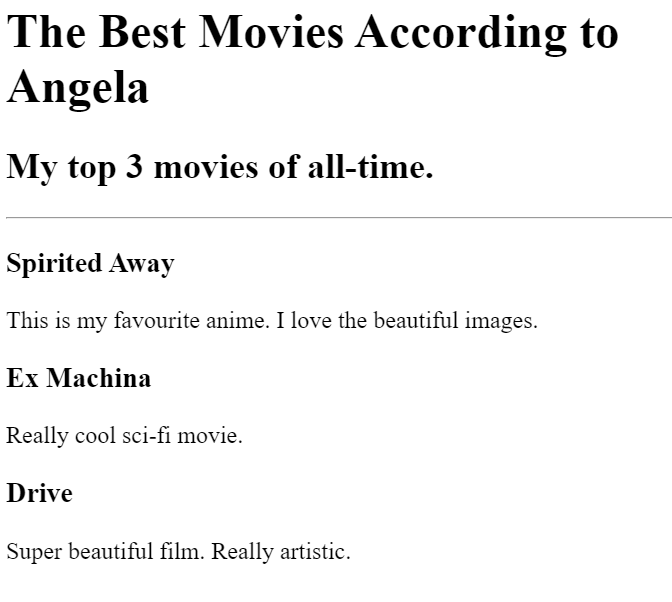 The Best Movies According to
Angela
My top 3 movies of all-time.
Spirited Away
This is my favourite anime. I love the beautiful images.
Ex Machina
Really cool sci-fi movie.
Drive
Super beautiful film. Really artistic.